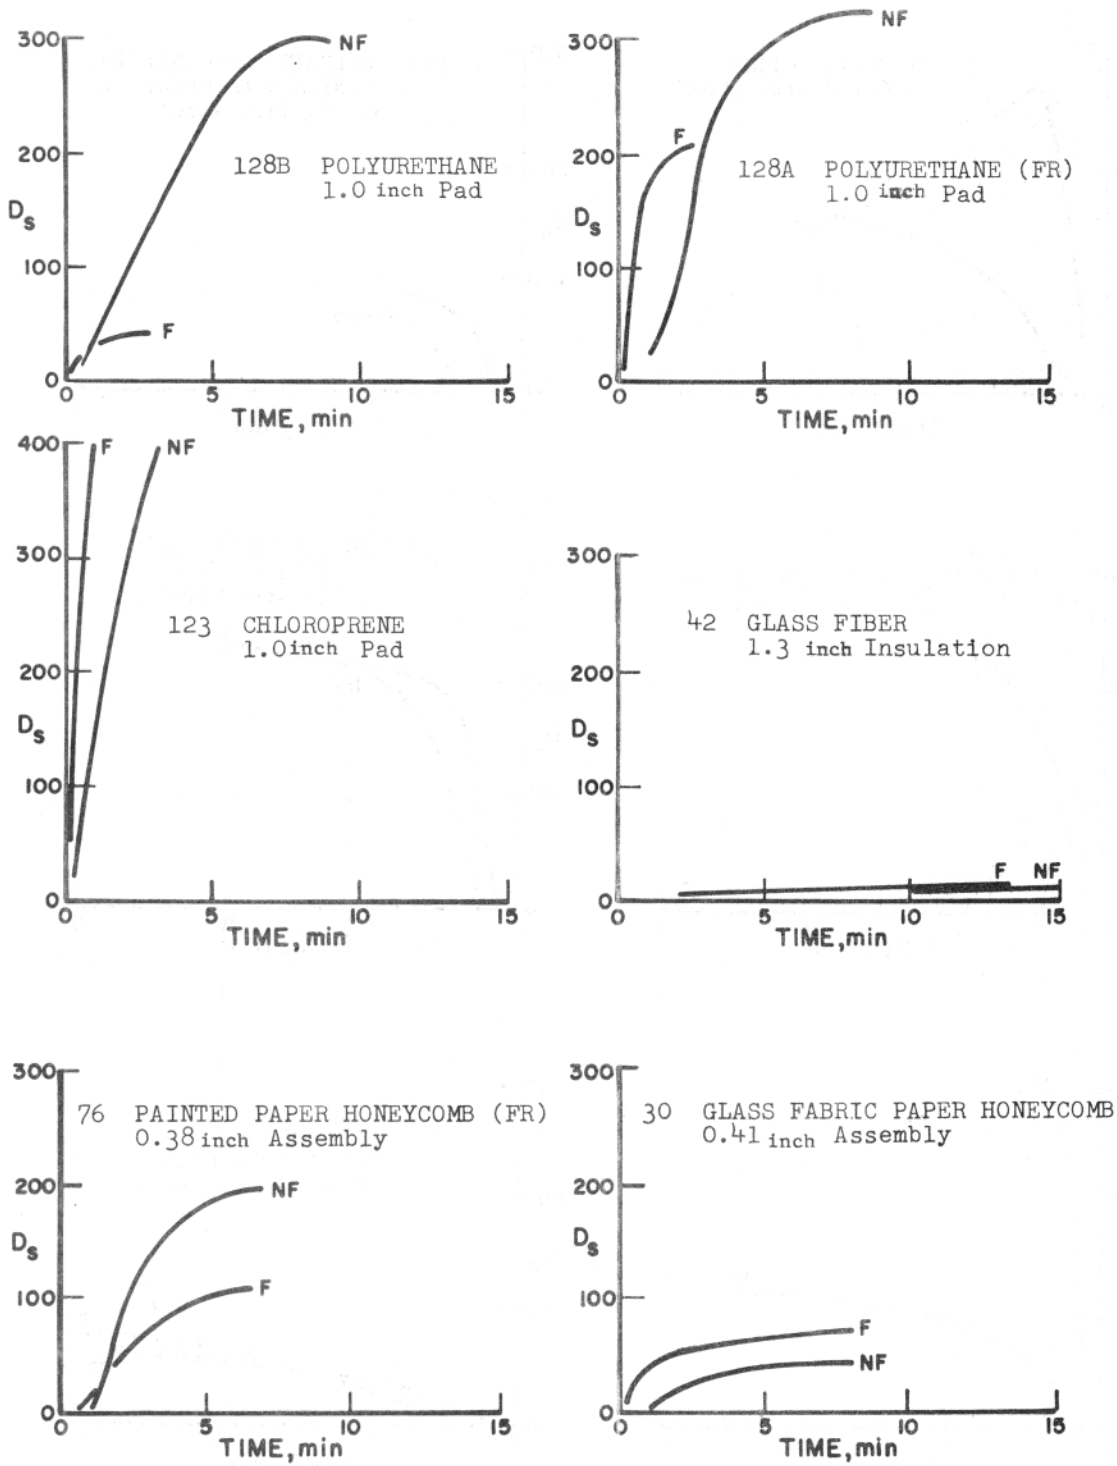 300
NF
128B POLYURETHANE
1.0 inch Pad
200
Ds
100
F
0
0 5 10 15
TIME, min
300
NF
F
128A POLYURETHANE (FR)
1.0 inch Pad
200
Ds
100
0
0 5 10 15
TIME, min
400
F NF
300
123 CHLOROPRENE
1.0 inch Pad
200
Ds
100
0
0 5 10 15
TIME, min
300
42 GLASS FIBER
1.3 inch Insulation
200
Ds
100
F NF
0
0 5 10 15
TIME, min
300
76 PAINTED PAPER HONEYCOMB (FR)
0.38 inch Assembly
200
NF
Ds
100
F
0
0 5 10 15
TIME, min
300
30 GLASS FABRIC PAPER HONEYCOMB
0.41 inch Assembly
200
Ds
100
F
NF
0
0 5 10 15
TIME, min